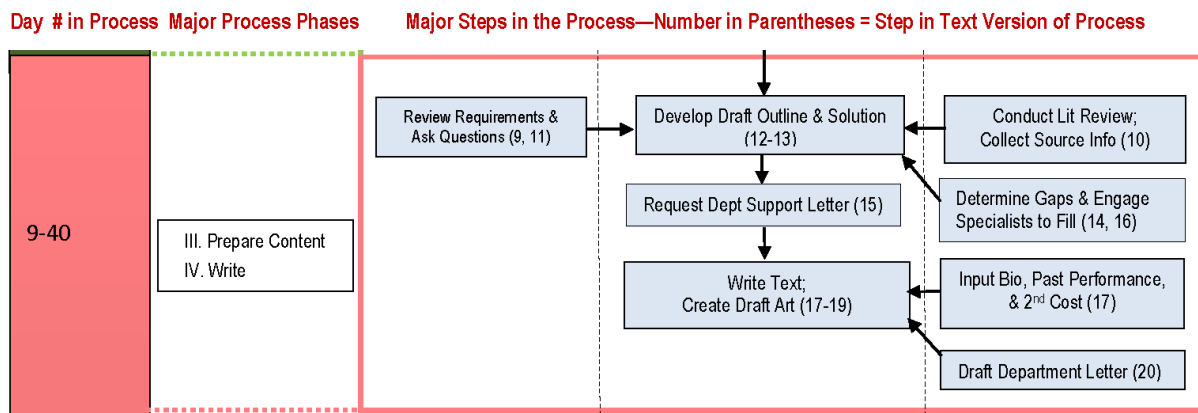 Day # in Process Major Process Phases Major Steps in the Process—Number in Parentheses = Step in Text Version of Process
9-40
III. Prepare Content
IV. Write
Review Requirements &
Ask Questions (9, 11)
Develop Draft Outline & Solution
(12-13)
Conduct Lit Review;
Collect Source Info (10)
Request Dept Support Letter (15)
Determine Gaps & Engage
Specialists to Fill (14, 16)
Write Text;
Create Draft Art (17-19)
Input Bio, Past Performance,
& 2nd Cost (17)
Draft Department Letter (20)